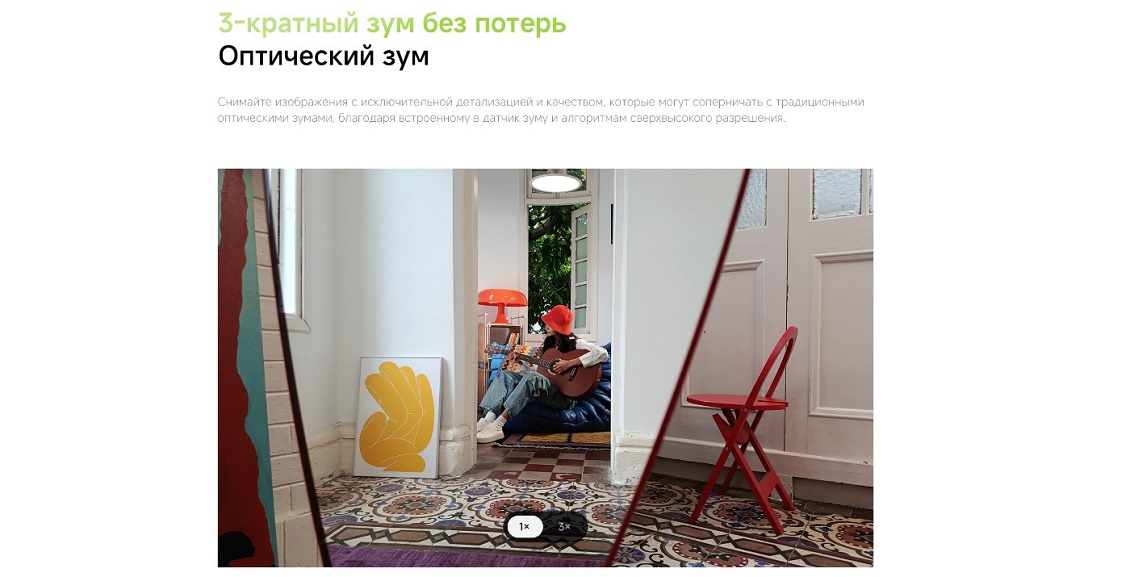 3-кратный зум без потерь
Оптический зум
Снимайте изображения с исключительной детализацией и качеством, которые могут соперничать с традиционными
оптическими зумами, благодаря встроенному в датчик зуму и алгоритмам сверхвысокого разрешения.
1× 3×